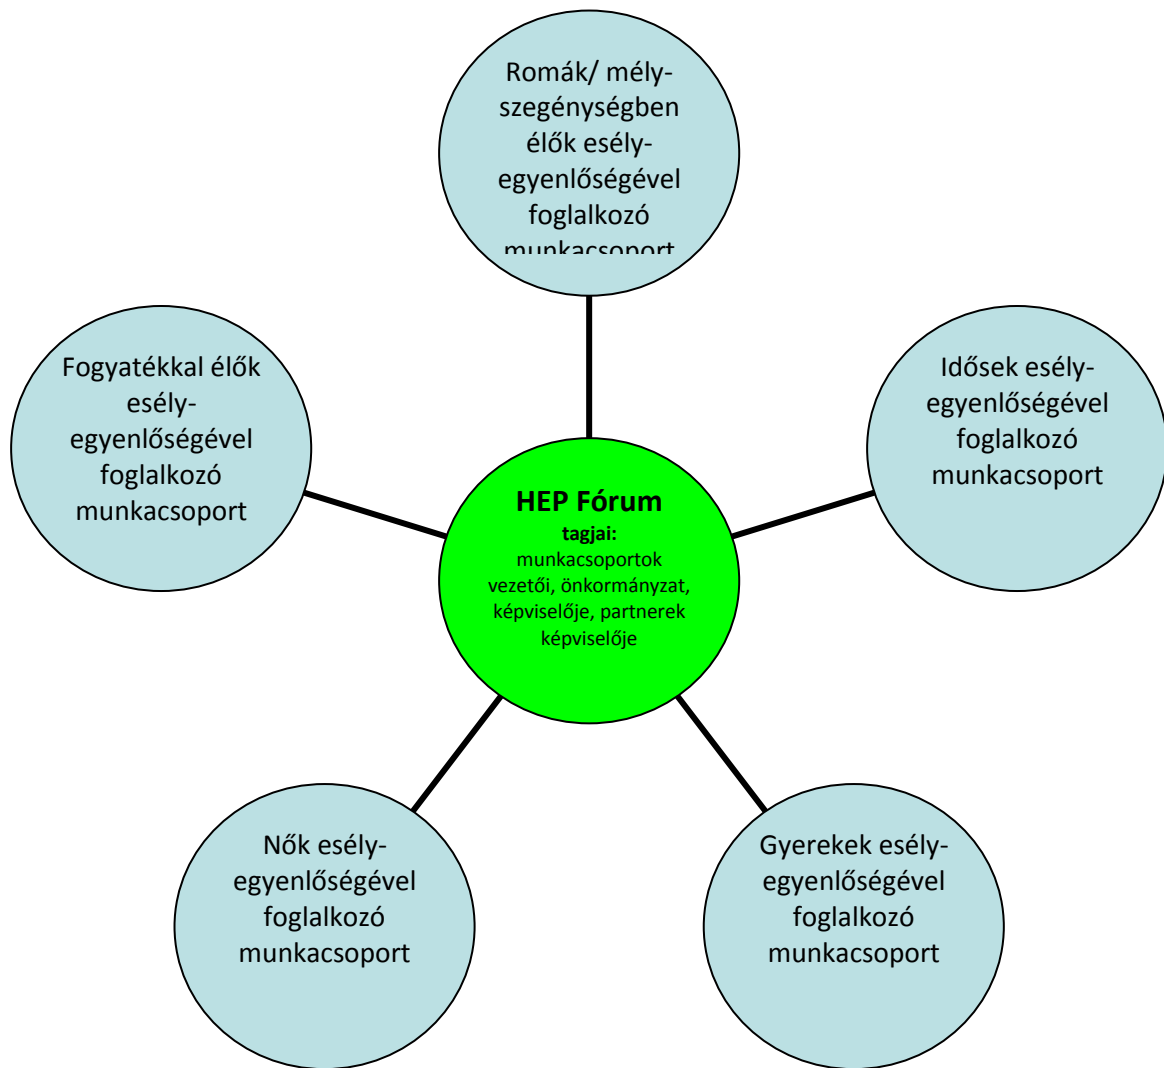 Romák/ mély-
szegénységben
élők esély-
egyenlőségével
foglalkozó
munkacsoport
Fogyatékkal élők
esély-
egyenlőségével
foglalkozó
munkacsoport
Idősek esély-
egyenlőségével
foglalkozó
munkacsoport
HEP Fórum
tagjai:
munkacsoportok
vezetői, önkormányzat,
képviselője, partnerek
képviselője
Nők esély-
egyenlőségével
foglalkozó
munkacsoport
Gyerekek esély-
egyenlőségével
foglalkozó
munkacsoport